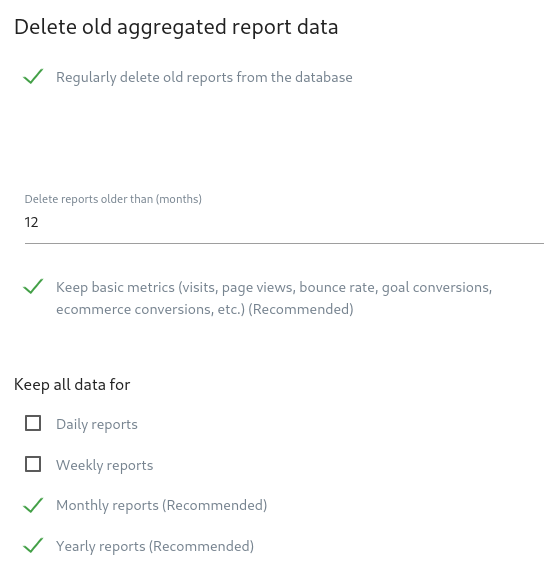 Delete old aggregated report data
Regularly delete old reports from the database
Delete reports older than (months)
12
Keep basic metrics (visits, page views, bounce rate, goal conversions,
ecommerce conversions, etc.) (Recommended)
Keep all data for
Daily reports
Weekly reports
Monthly reports (Recommended)
Yearly reports (Recommended)